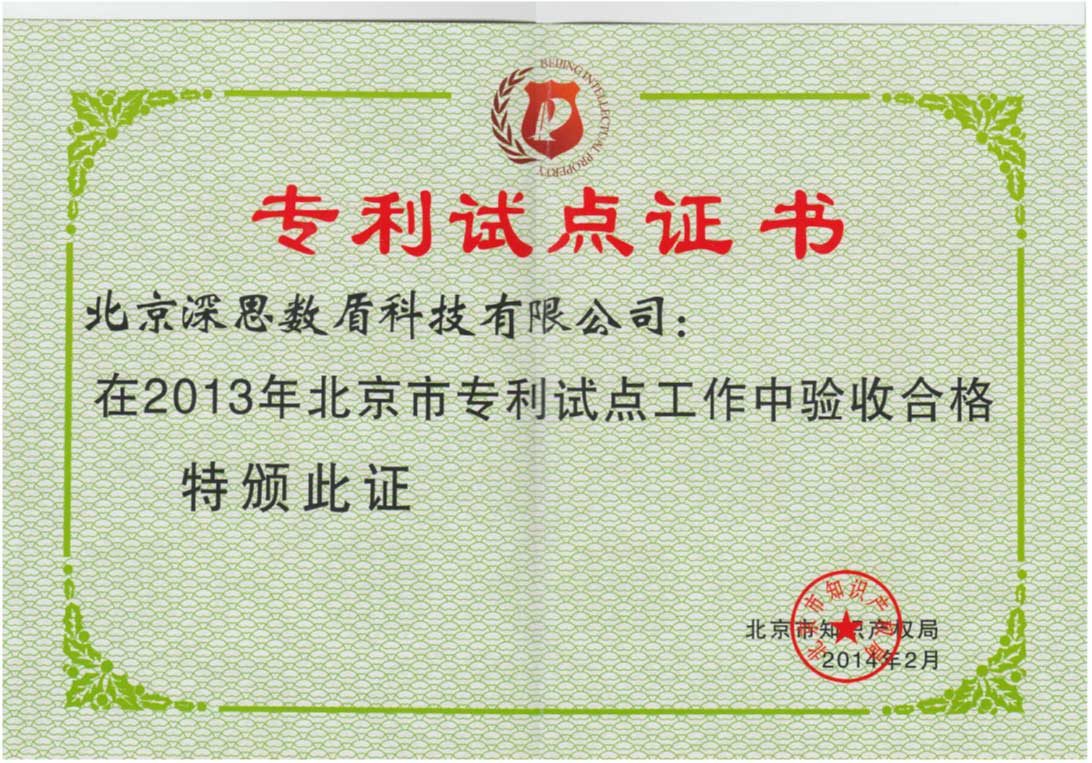 BEIJING INTELLECTUAL PROPERTY
专利试点证书
北京深思数盾科技有限公司：
在2013年北京市专利试点工作中验收合格
特颁此证
北京市知识产权局
北京市知识产权局
2014年2月